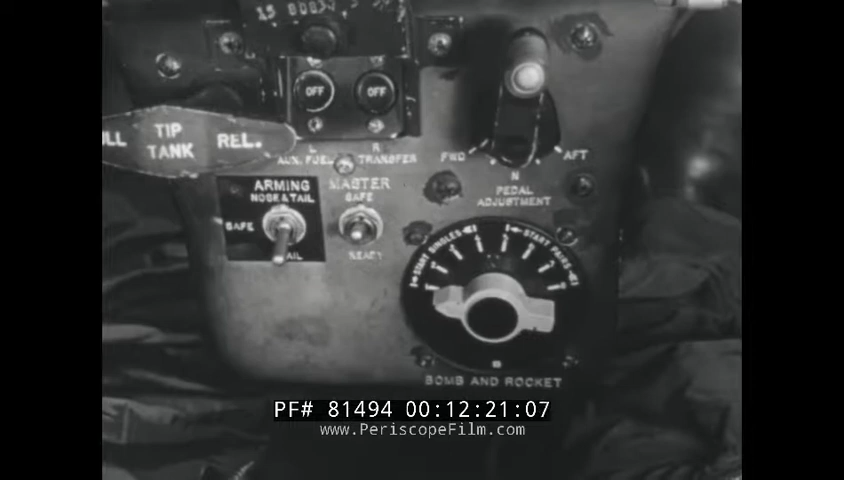 OFF OFF
TIP
TANK
REL.
L R
AUX. FUEL TRANSFER
FWD AFT
N
PEDAL
ADJUSTMENT
ARMING
NOSE & TAIL
SAFE
MASTER
SAFE
READY
START SINGLES
START PAIRS
BOMB AND ROCKET
PF# 81494 00:12:21:07
www.PeriscopeFilm.com